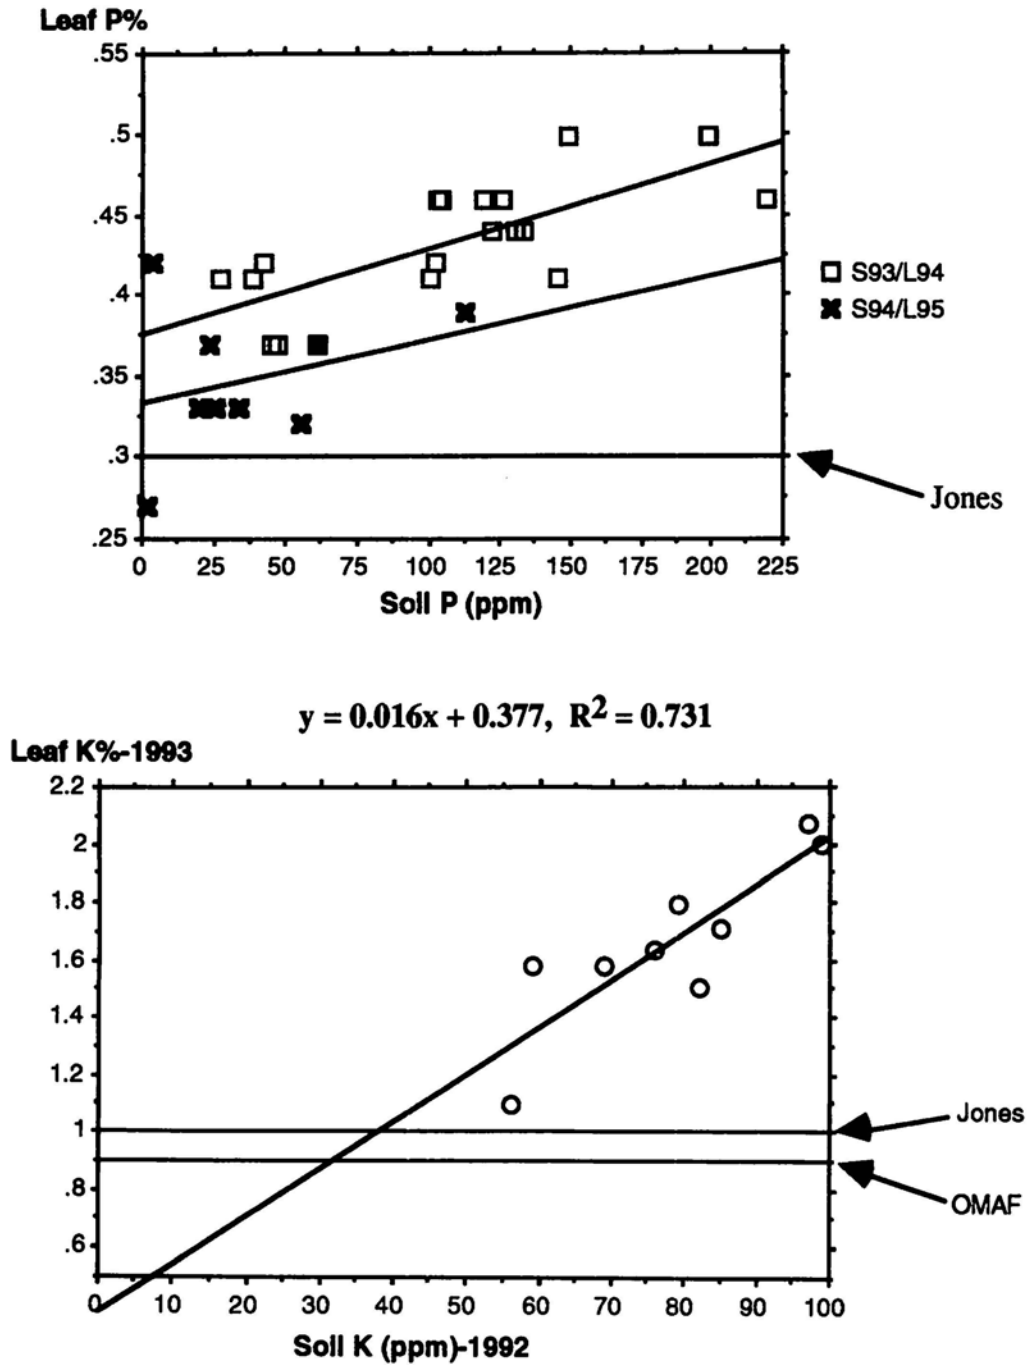 Leaf P%
.55
.5
.45
.4
.35
.3
.25
0 25 50 75 100 125 150 175 200 225
Soil P (ppm)
S93/L94
S94/L95
Jones
y = 0.016x + 0.377, R2 = 0.731
Leaf K%-1993
2.2
2
1.8
1.6
1.4
1.2
1
.8
.6
0 10 20 30 40 50 60 70 80 90 100
Soil K (ppm)-1992
Jones
OMAF